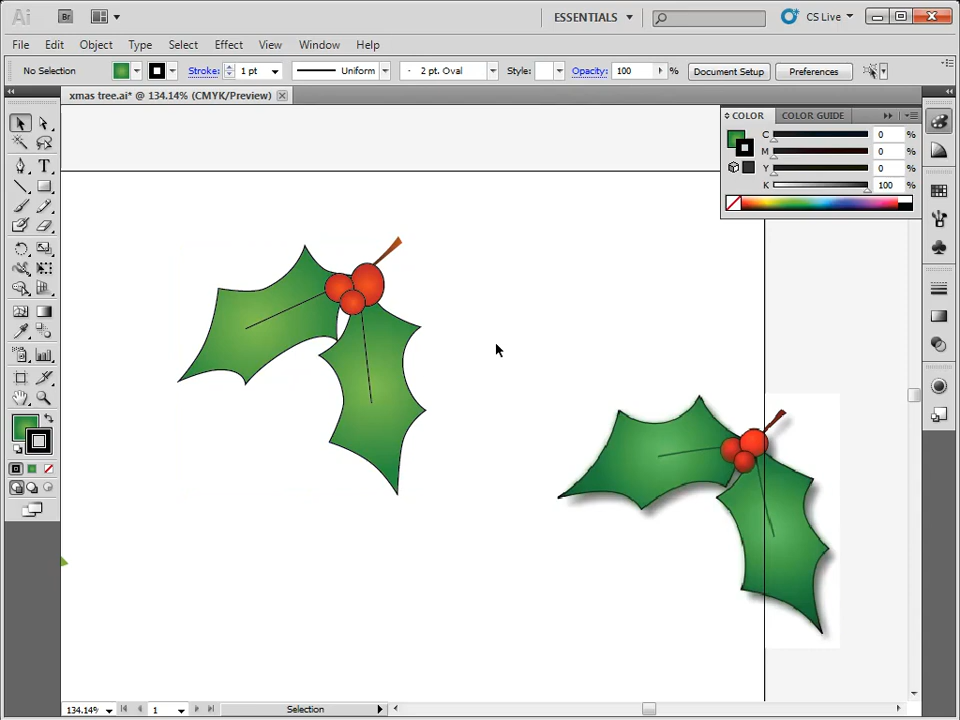 Ai Br ESSENTIALS CS Live
File Edit Object Type Select Effect View Window Help
No Selection Stroke: 1 pt Uniform 2 pt. Oval Style: Opacity: 100 % Document Setup Preferences
xmas tree.ai* @ 134.14% (CMYK/Preview)
COLOR COLOR GUIDE
C 0 %
M 0 %
Y 0 %
K 100 %
T
134.14% 1 Selection